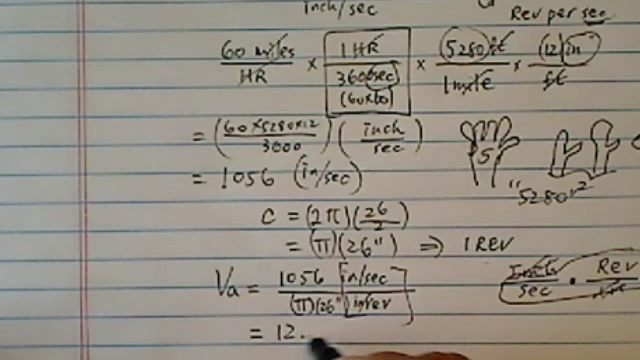 inch/sec
Rev per sec
60 miles / HR × 1 HR / 3600 sec (60×60) × 5280 ft / 1 mile × 12 in / ft
= (60×5280×12 / 3600) (inch / sec)
= 1056 (in/sec)
5
"5280"
C = (2π)(26/2)
= (π)(26") ⇒ 1 REV
Va = 1056 in/sec / (π)(26") in/rev
Inch / sec · Rev / Inch
= 12.